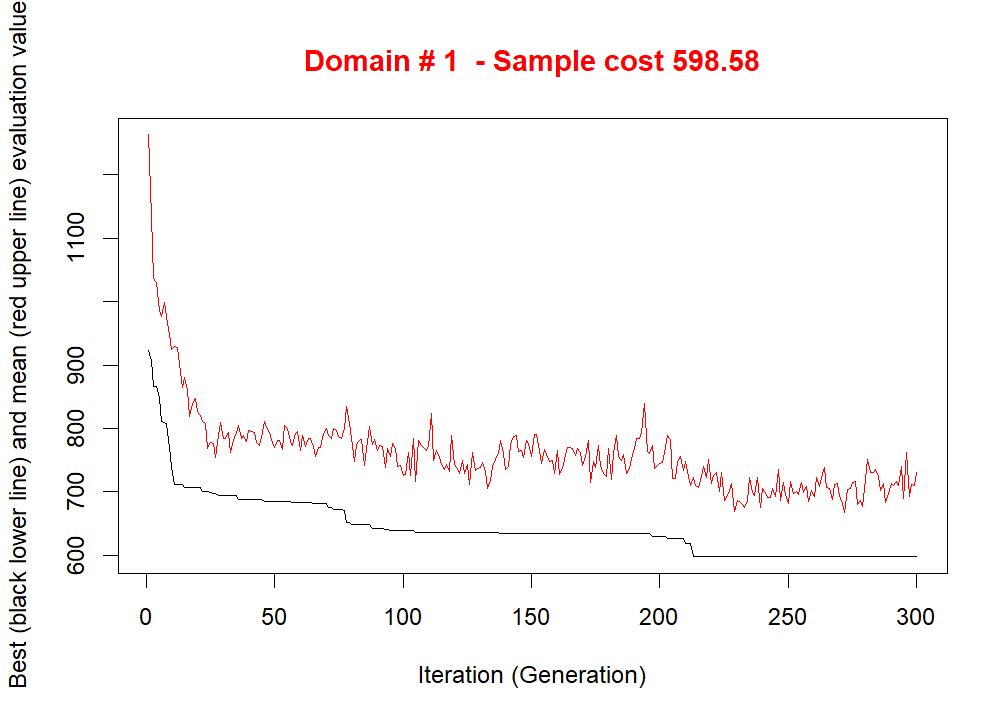 Domain # 1 - Sample cost 598.58
Best (black lower line) and mean (red upper line) evaluation value
1100
900
800
700
600
0 50 100 150 200 250 300
Iteration (Generation)